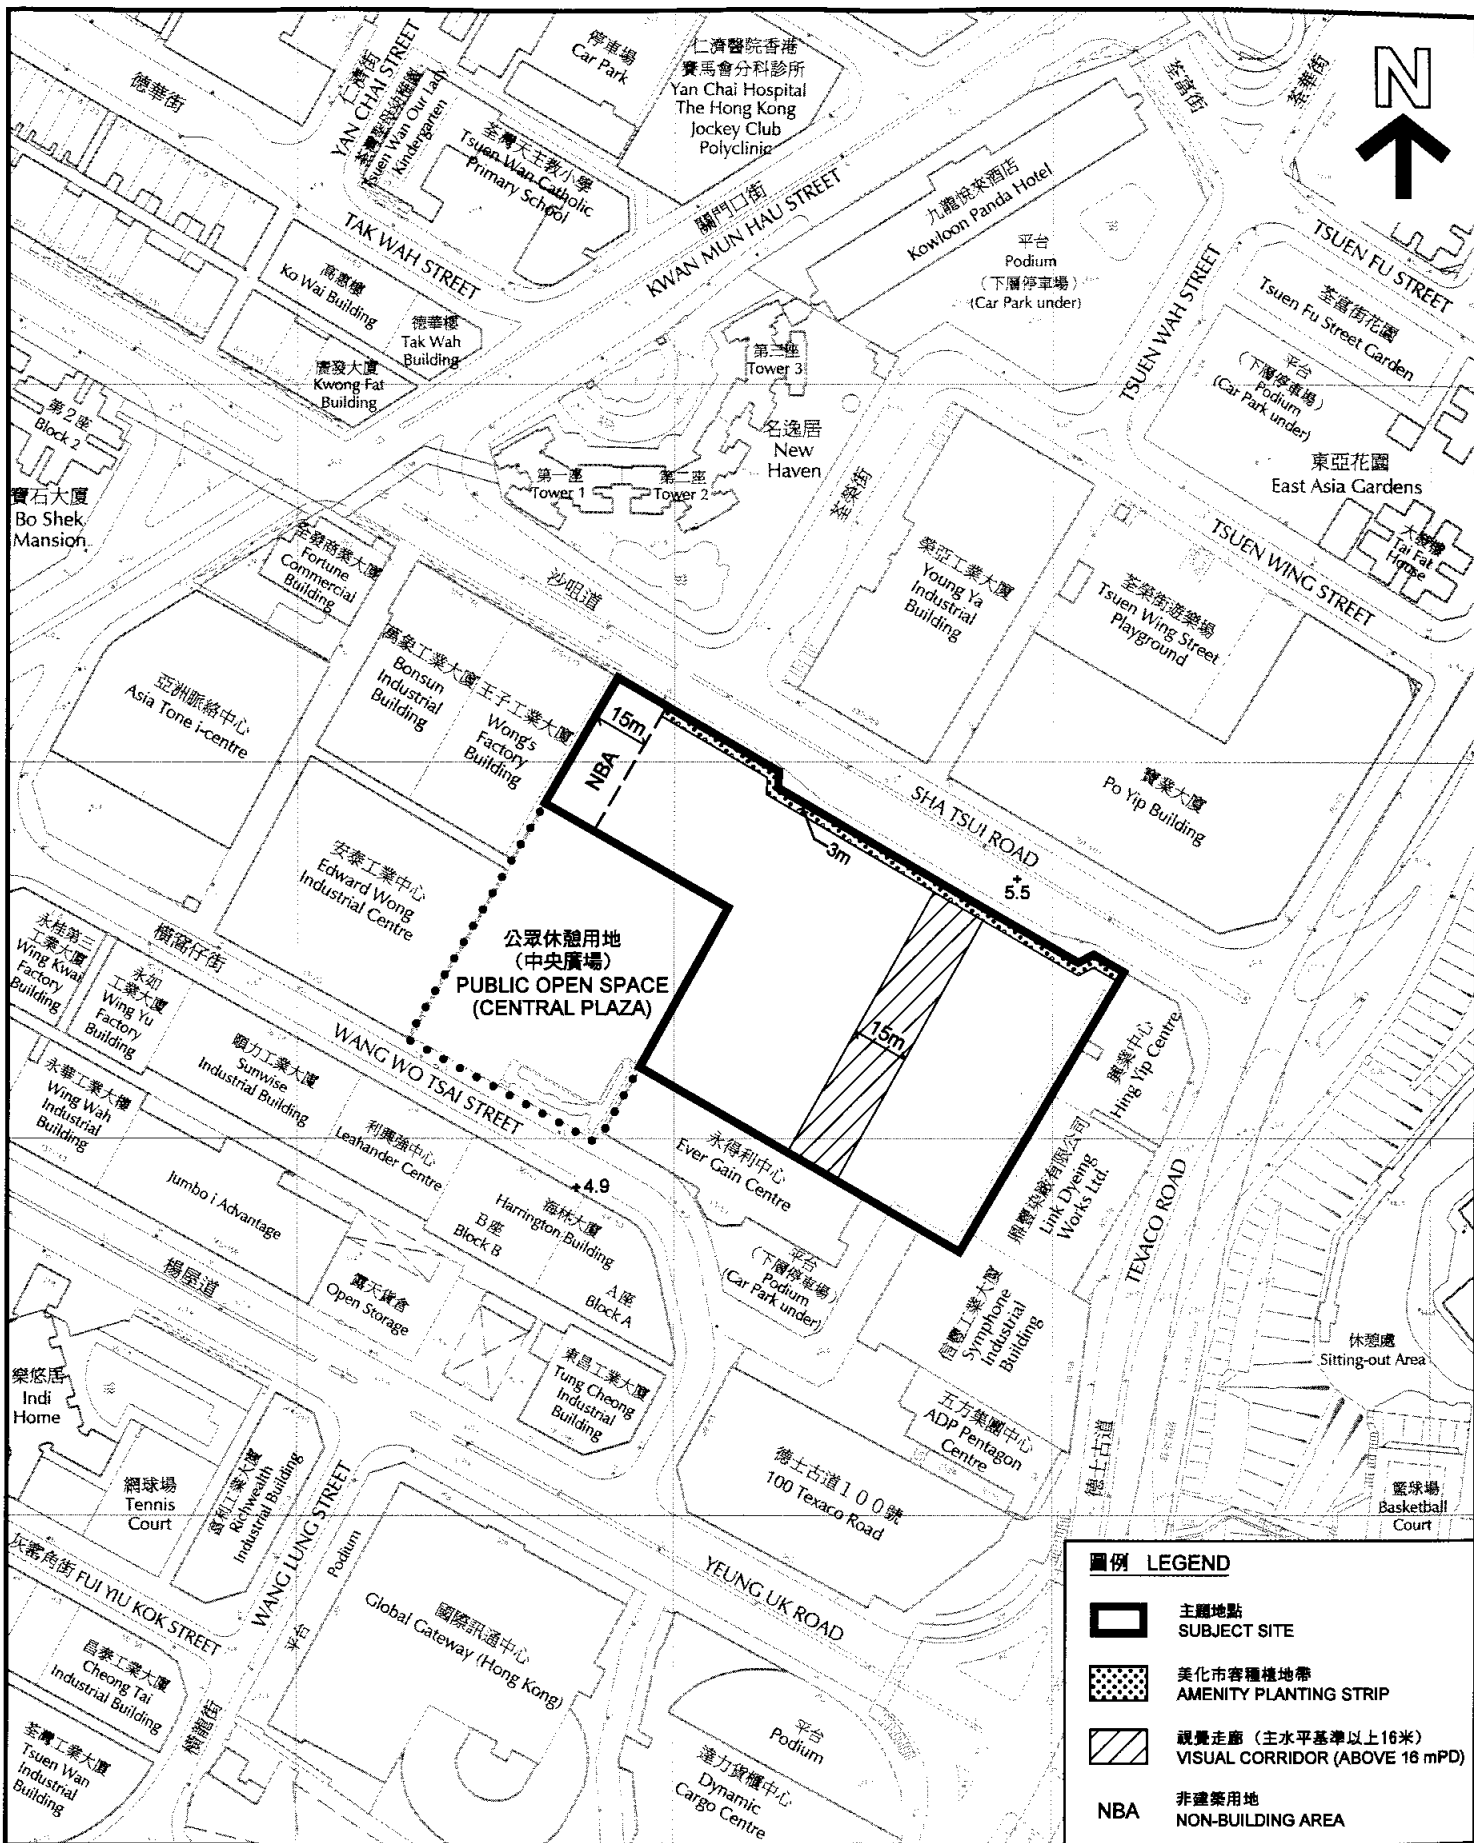 德華街
仁濟街
YAN CHAI STREET
停車場
Car Park
仁濟醫院香港
賽馬會分科診所
Yan Chai Hospital
The Hong Kong
Jockey Club
Polyclinic
荃富街
荃華街
N
荃灣聖母幼稚園
Tsuen Wan Our Lady
Kindergarten
荃灣天主教小學
Tsuen Wan Catholic
Primary School
關門口街
KWAN MUN HAU STREET
九龍悅來酒店
Kowloon Panda Hotel
平台
Podium
（下層停車場）
(Car Park under)
TSUEN WAH STREET
TSUEN FU STREET
荃富街花園
Tsuen Fu Street Garden
平台
（下層停車場）
Podium
(Car Park under)
TAK WAH STREET
高惠樓
Ko Wai Building
德華樓
Tak Wah
Building
廣發大廈
Kwong Fat
Building
第三座
Tower 3
名逸居
New
Haven
第一座
Tower 1
第二座
Tower 2
第2座
Block 2
寶石大廈
Bo Shek
Mansion
東亞花園
East Asia Gardens
大發樓
Tai Fat
House
荃榮街
TSUEN WING STREET
荃榮街遊樂場
Tsuen Wing Street
Playground
榮亞工業大廈
Young Ya
Industrial
Building
荃發商業大廈
Fortune
Commercial
Building
沙咀道
萬象工業大廈
Bonsun
Industrial
Building
王子工業大廈
Wong's
Factory
Building
亞洲脈絡中心
Asia Tone i-centre
15m
NBA
寶業大廈
Po Yip Building
SHA TSUI ROAD
3m
5.5
安泰工業中心
Edward Wong
Industrial Centre
公眾休憩用地
（中央廣場）
PUBLIC OPEN SPACE
(CENTRAL PLAZA)
橫窩仔街
WANG WO TSAI STREET
永桂第三
工業大廈
Wing Kwai
Factory
Building
永如
工業大廈
Wing Yu
Factory
Building
順力工業大廈
Sunwise
Industrial Building
永華工業大樓
Wing Wah
Industrial
Building
利興強中心
Leahander Centre
15m
興業中心
Hing Yip Centre
永得利中心
Ever Gain Centre
Link Dyeing
Works Ltd.
4.9
Jumbo i Advantage
海林大廈
Harrington Building
B座
Block B
A座
Block A
平台
（下層停車場）
Podium
(Car Park under)
TEXACO ROAD
信豐工業大廈
Symphone
Industrial
Building
楊屋道
露天貨倉
Open Storage
東昌工業大廈
Tung Cheong
Industrial
Building
休憩處
Sitting-out Area
樂悠居
Indi
Home
五方集團中心
ADP Pentagon
Centre
德士古道
網球場
Tennis
Court
富利工業大廈
Richwealth
Industrial Building
德士古道１００號
100 Texaco Road
籃球場
Basketball
Court
灰窰角街 FUI YIU KOK STREET
WANG LUNG STREET
Podium
平台
國際訊通中心
Global Gateway (Hong Kong)
YEUNG UK ROAD
昌泰工業大廈
Cheong Tai
Industrial Building
橫龍街
荃灣工業大廈
Tsuen Wan
Industrial
Building
平台
Podium
達力貨櫃中心
Dynamic
Cargo Centre
圖例 LEGEND
主題地點
SUBJECT SITE
美化市容種植地帶
AMENITY PLANTING STRIP
視覺走廊（主水平基準以上16米）
VISUAL CORRIDOR (ABOVE 16 mPD)
NBA
非建築用地
NON-BUILDING AREA